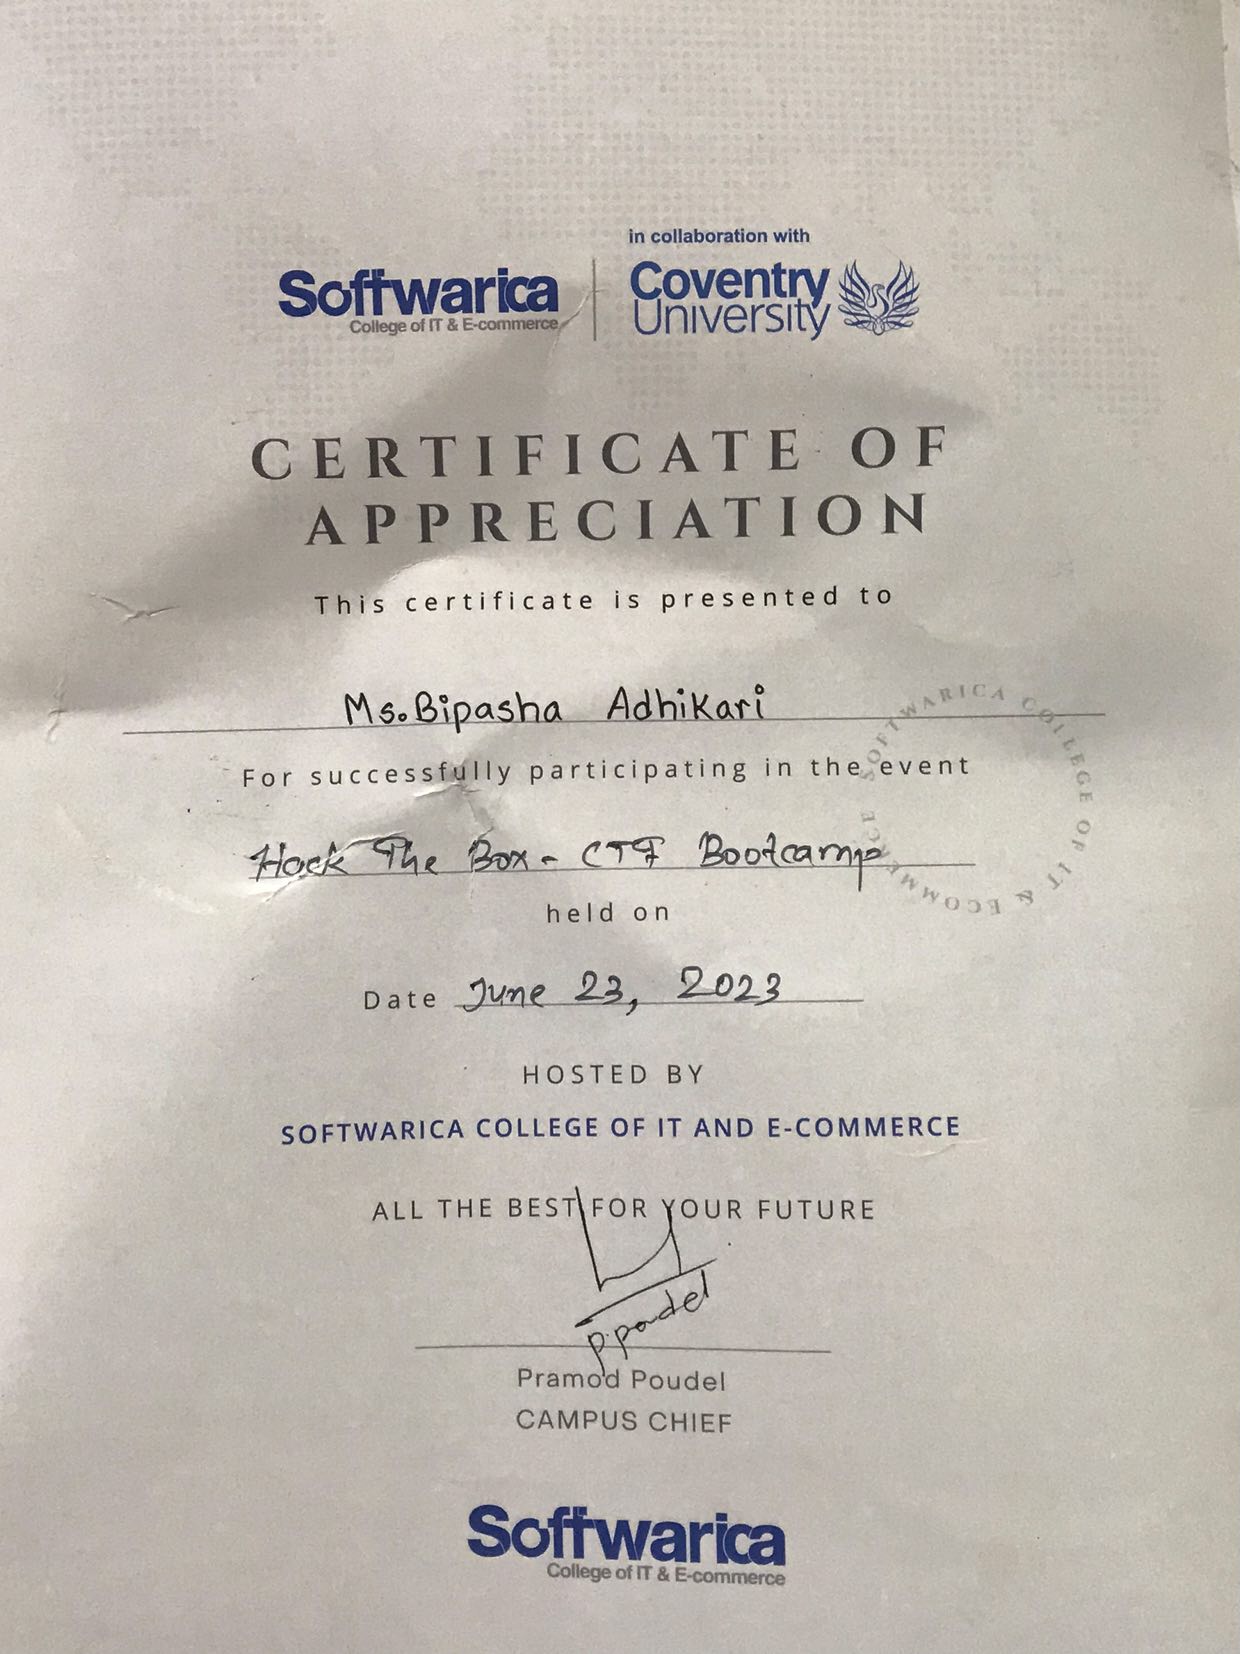 in collaboration with
Softwarica
College of IT & E-commerce
Coventry
University
CERTIFICATE OF
APPRECIATION
This certificate is presented to
Ms. Bipasha Adhikari
For successfully participating in the event
Hack The Box - CTF Bootcamp
SOFTWARICA COLLEGE OF IT & ECOMMERCE
held on
Date June 23, 2023
HOSTED BY
SOFTWARICA COLLEGE OF IT AND E-COMMERCE
ALL THE BEST FOR YOUR FUTURE
P. poudel
Pramod Poudel
CAMPUS CHIEF
Softwarica
College of IT & E-commerce